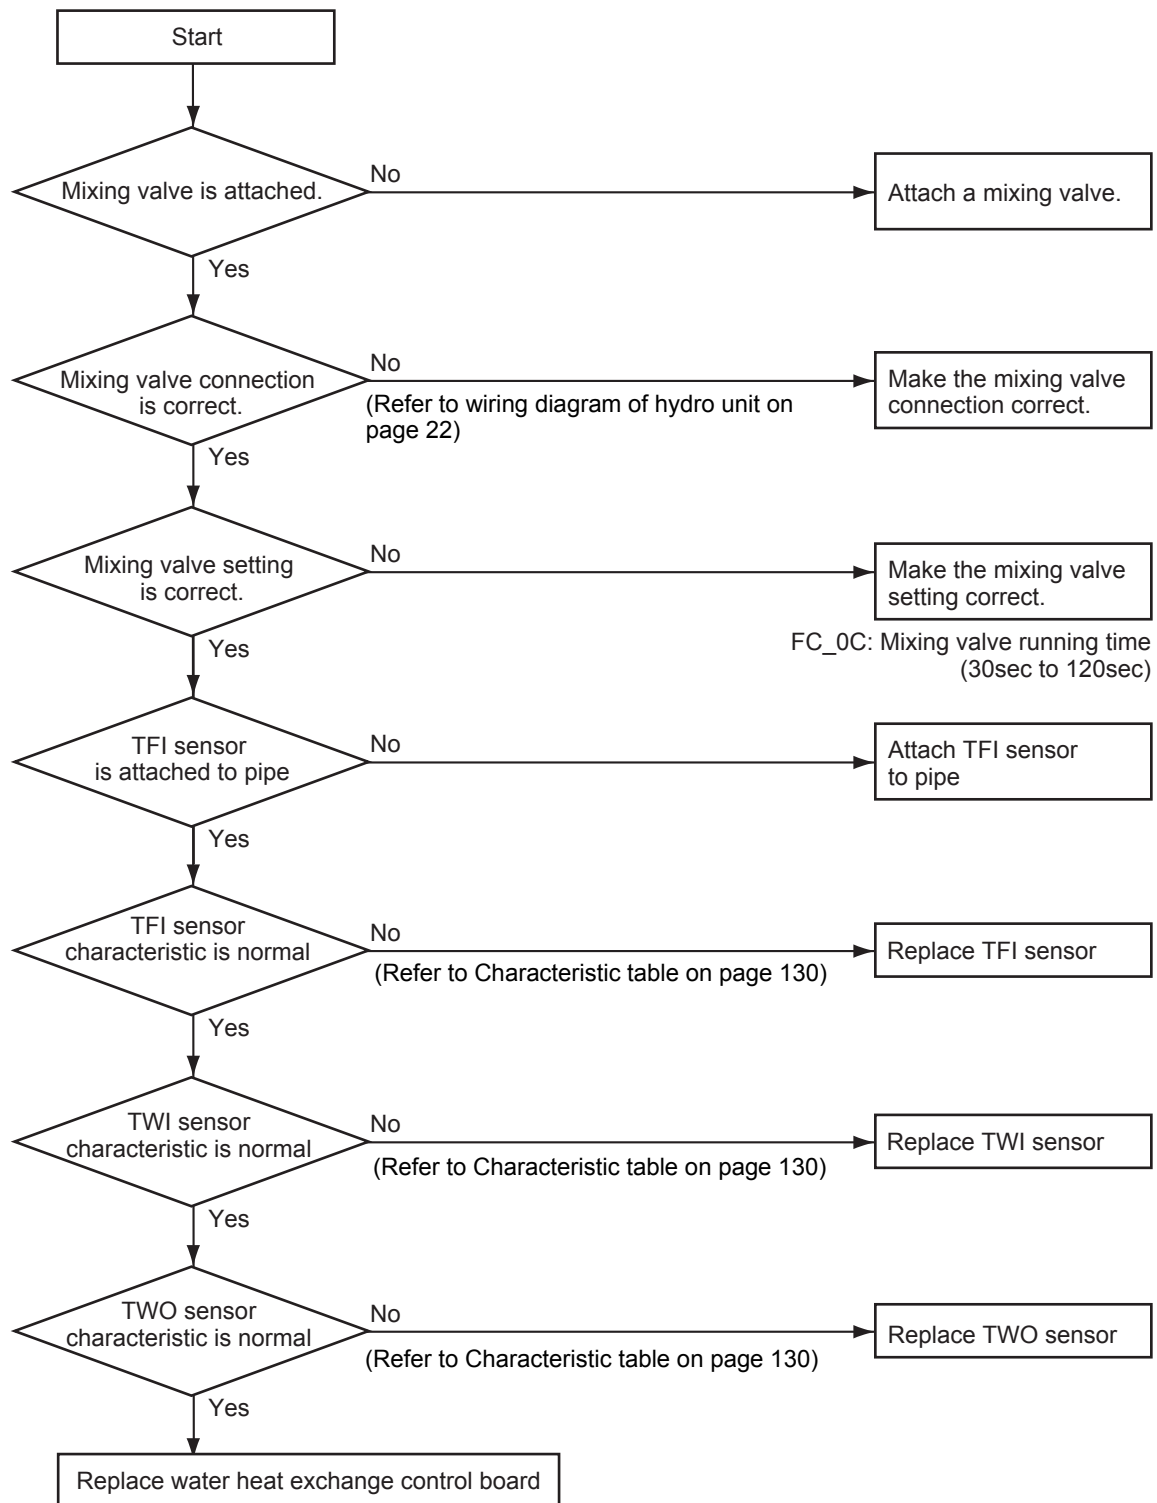 Start
Mixing valve is attached.
No
Attach a mixing valve.
Yes
Mixing valve connection
is correct.
No
(Refer to wiring diagram of hydro unit on
page 22)
Make the mixing valve
connection correct.
Yes
Mixing valve setting
is correct.
No
Make the mixing valve
setting correct.
FC_0C: Mixing valve running time
(30sec to 120sec)
Yes
TFI sensor
is attached to pipe
No
Attach TFI sensor
to pipe
Yes
TFI sensor
characteristic is normal
No
(Refer to Characteristic table on page 130)
Replace TFI sensor
Yes
TWI sensor
characteristic is normal
No
(Refer to Characteristic table on page 130)
Replace TWI sensor
Yes
TWO sensor
characteristic is normal
No
(Refer to Characteristic table on page 130)
Replace TWO sensor
Yes
Replace water heat exchange control board